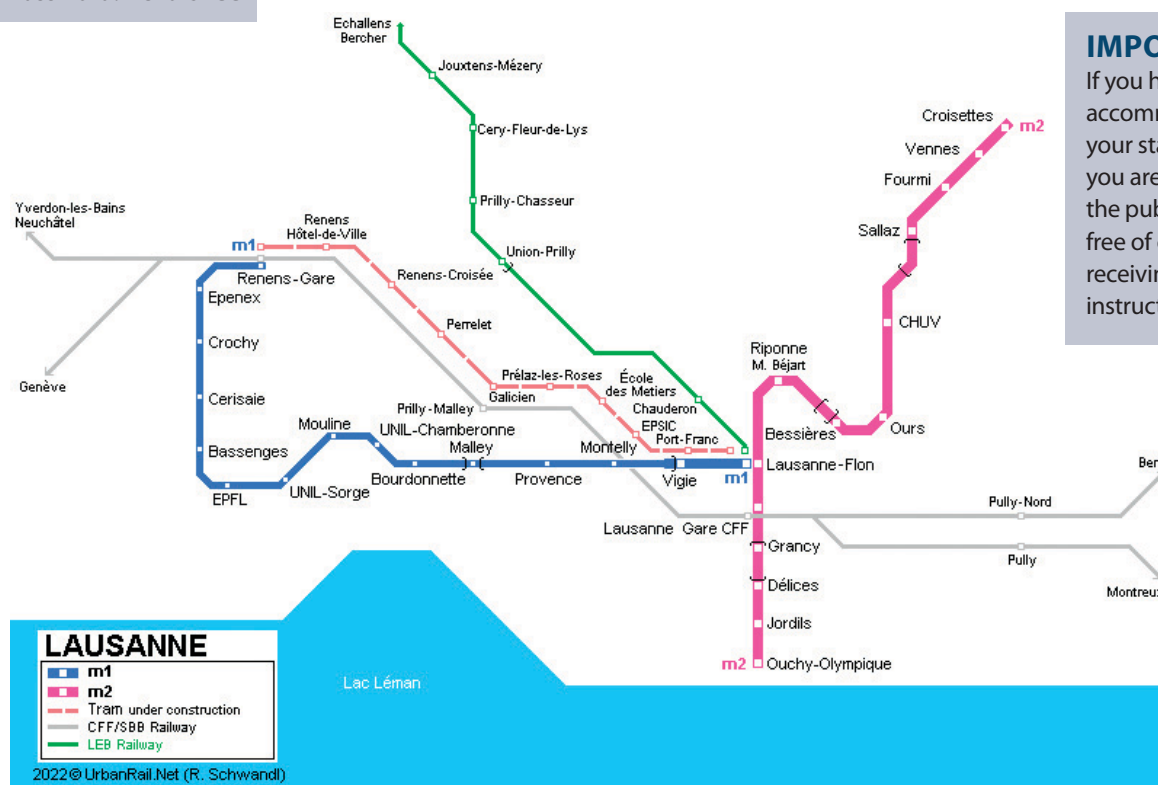 IMPO
If you h
accomm
your sta
you are
the pub
free of
receivin
instruct
Echallens
Bercher
Jouxtens-Mézery
Cery-Fleur-de-Lys
Prilly-Chasseur
Union-Prilly
Croisettes
m2
Vennes
Fourmi
Sallaz
CHUV
Yverdon-les-Bains
Neuchâtel
Renens
Hôtel-de-Ville
m1
Renens-Gare
Renens-Croisée
Epenex
Crochy
Perrelet
Genève
Cerisaie
Prélaz-les-Roses
Galicien
École
des Metiers
Chauderon
EPSIC
Port-Franc
Riponne
M. Béjart
Bessières
Ours
Prilly-Malley
Mouline
UNIL-Chamberonne
Bassenges
Malley
Montelly
Lausanne-Flon
EPFL
UNIL-Sorge
Bourdonnette
Provence
Vigie
m1
Ber
Pully-Nord
Lausanne Gare CFF
Grancy
Pully
Délices
Montreux
Jordils
m2
Ouchy-Olympique
Lac Léman
LAUSANNE
m1
m2
Tram under construction
CFF/SBB Railway
LEB Railway
2022© UrbanRail.Net (R. Schwandl)